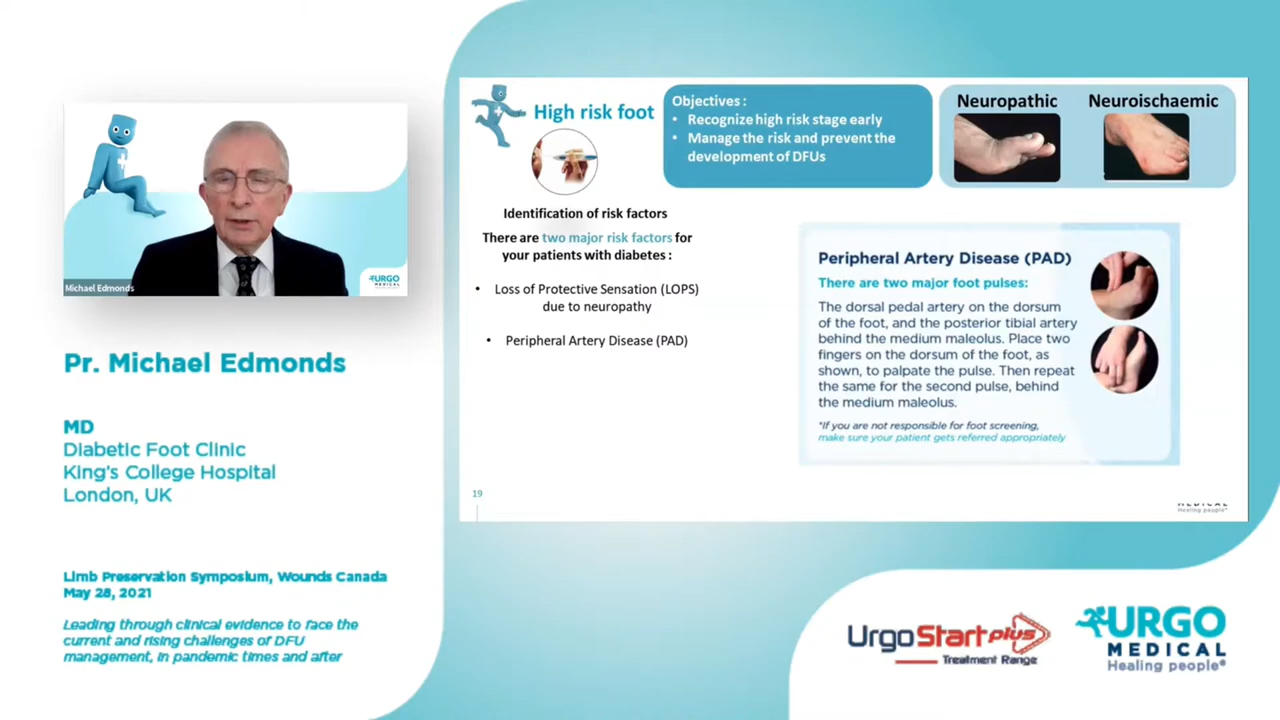 Michael Edmonds
URGO
MEDICAL
Pr. Michael Edmonds
MD
Diabetic Foot Clinic
King's College Hospital
London, UK
Limb Preservation Symposium, Wounds Canada
May 28, 2021
Leading through clinical evidence to face the
current and rising challenges of DFU
management, in pandemic times and after
High risk foot
Objectives :
• Recognize high risk stage early
• Manage the risk and prevent the
development of DFUs
Neuropathic
Neuroischaemic
Identification of risk factors
There are two major risk factors for
your patients with diabetes :
• Loss of Protective Sensation (LOPS)
due to neuropathy
• Peripheral Artery Disease (PAD)
Peripheral Artery Disease (PAD)
There are two major foot pulses:
The dorsal pedal artery on the dorsum
of the foot, and the posterior tibial artery
behind the medium maleolus. Place two
fingers on the dorsum of the foot, as
shown, to palpate the pulse. Then repeat
the same for the second pulse, behind
the medium maleolus.
*If you are not responsible for foot screening,
make sure your patient gets referred appropriately
19
MEDICAL
Healing people*
UrgoStart plus
Treatment Range
URGO
MEDICAL
Healing people®